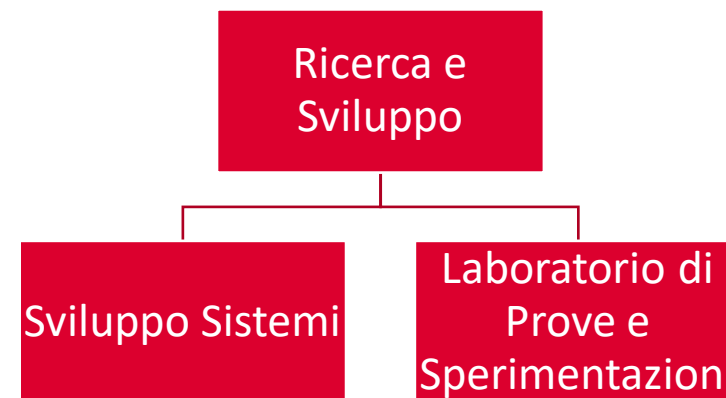 Ricerca e
Sviluppo
Sviluppo Sistemi
Laboratorio di
Prove e
Sperimentazion